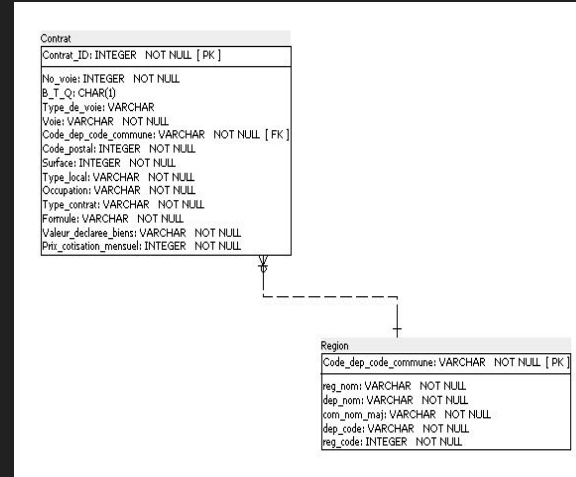 Contrat
Contrat_ID: INTEGER NOT NULL [ PK ]
No_voie: INTEGER NOT NULL
B_T_Q: CHAR(1)
Type_de_voie: VARCHAR
Voie: VARCHAR NOT NULL
Code_dep_code_commune: VARCHAR NOT NULL [ FK ]
Code_postal: INTEGER NOT NULL
Surface: INTEGER NOT NULL
Type_local: VARCHAR NOT NULL
Occupation: VARCHAR NOT NULL
Type_contrat: VARCHAR NOT NULL
Formule: VARCHAR NOT NULL
Valeur_declaree_biens: VARCHAR NOT NULL
Prix_cotisation_mensuel: INTEGER NOT NULL
Region
Code_dep_code_commune: VARCHAR NOT NULL [ PK ]
reg_nom: VARCHAR NOT NULL
dep_nom: VARCHAR NOT NULL
com_nom_maj: VARCHAR NOT NULL
dep_code: VARCHAR NOT NULL
reg_code: INTEGER NOT NULL